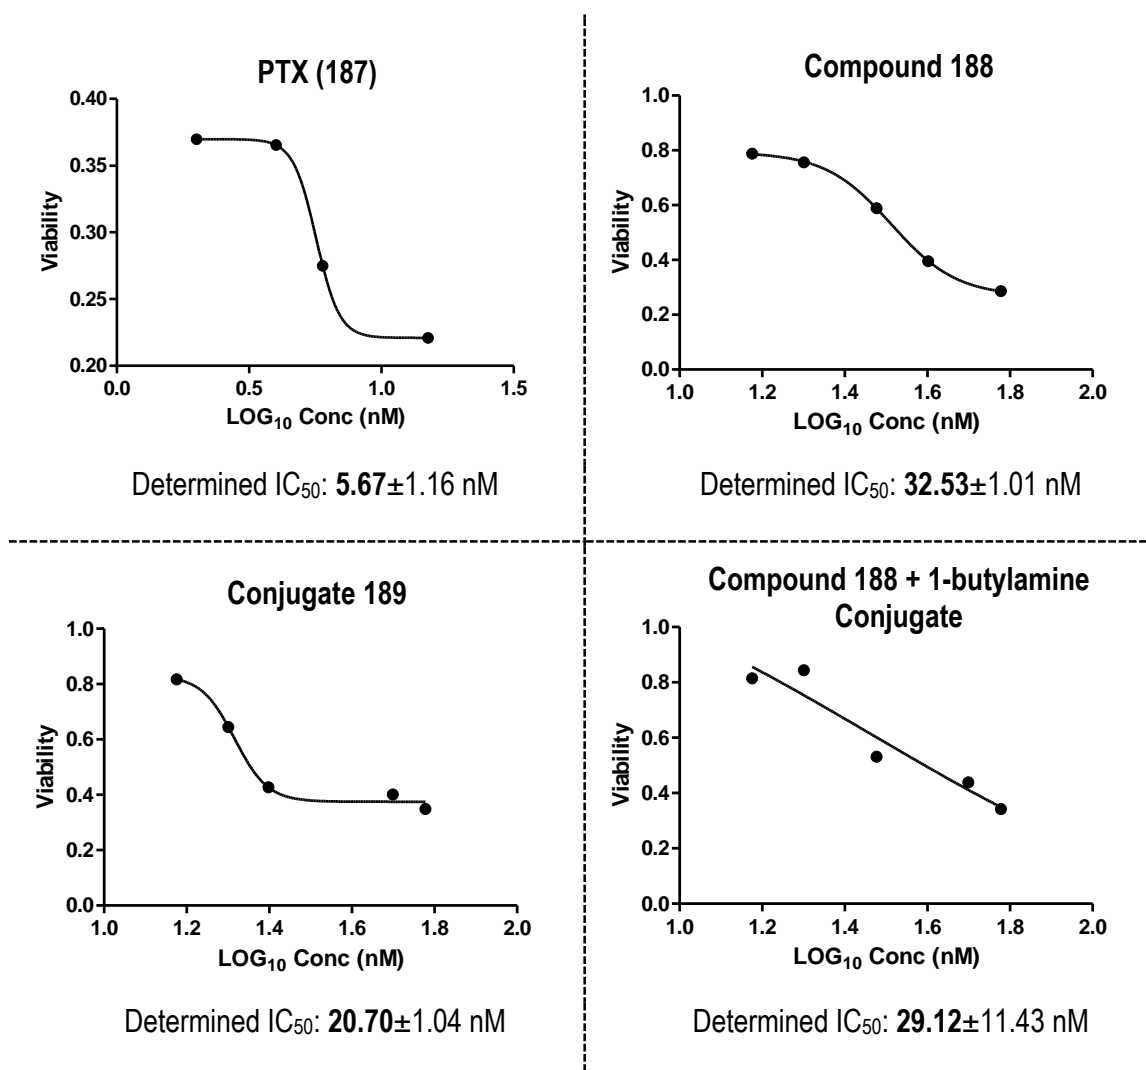 PTX (187)
0.40
0.35
0.30
0.25
0.20
Viability
0.0 0.5 1.0 1.5
LOG10 Conc (nM)
Determined IC50: 5.67±1.16 nM
Compound 188
1.0
0.8
0.6
0.4
0.2
0.0
Viability
1.0 1.2 1.4 1.6 1.8 2.0
LOG10 Conc (nM)
Determined IC50: 32.53±1.01 nM
Conjugate 189
1.0
0.8
0.6
0.4
0.2
0.0
Viability
1.0 1.2 1.4 1.6 1.8 2.0
LOG10 Conc (nM)
Determined IC50: 20.70±1.04 nM
Compound 188 + 1-butylamine
Conjugate
1.0
0.8
0.6
0.4
0.2
0.0
Viability
1.0 1.2 1.4 1.6 1.8 2.0
LOG10 Conc (nM)
Determined IC50: 29.12±11.43 nM